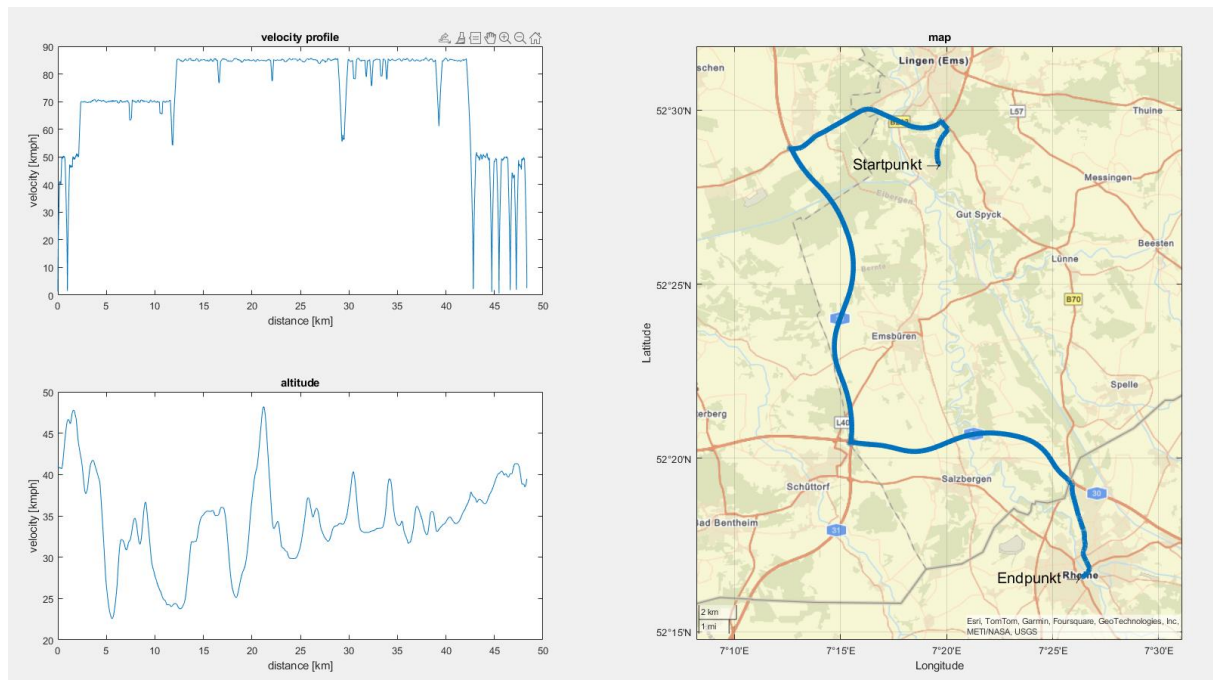 velocity profile
90
80
70
60
50
40
30
20
10
0
velocity [kmph]
0 5 10 15 20 25 30 35 40 45 50
distance [km]
altitude
50
45
40
35
30
25
20
velocity [kmph]
0 5 10 15 20 25 30 35 40 45 50
distance [km]
map
Lingen (Ems)
schen
52°30'N
L57
Thuine
Startpunkt →
Messingen
Elbergen
Gut Spyck
Beesten
Lünne
52°25'N
B70
Emsbüren
Latitude
Spelle
erberg
L40
52°20'N
Salzbergen
Schüttorf
30
Bad Bentheim
31
Endpunkt
Rheine
2 km
1 mi
Esri, TomTom, Garmin, Foursquare, GeoTechnologies, Inc,
METI/NASA, USGS
52°15'N
7°10'E 7°15'E 7°20'E 7°25'E 7°30'E
Longitude